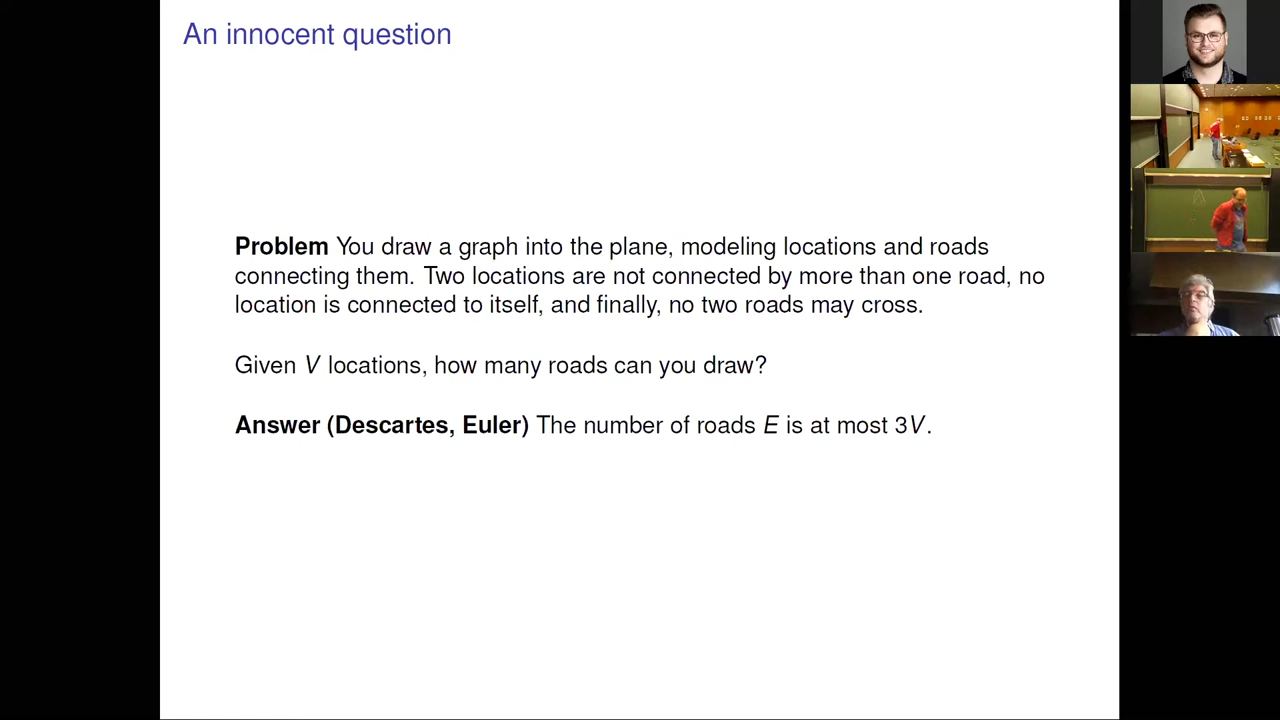 An innocent question
Problem You draw a graph into the plane, modeling locations and roads
connecting them. Two locations are not connected by more than one road, no
location is connected to itself, and finally, no two roads may cross.
Given V locations, how many roads can you draw?
Answer (Descartes, Euler) The number of roads E is at most 3V.